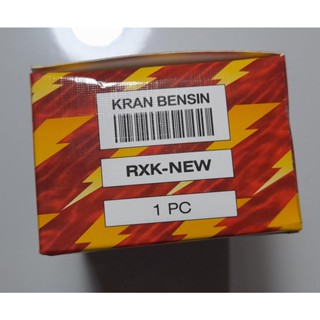 KRAN BENSIN
RXK-NEW
1 PC